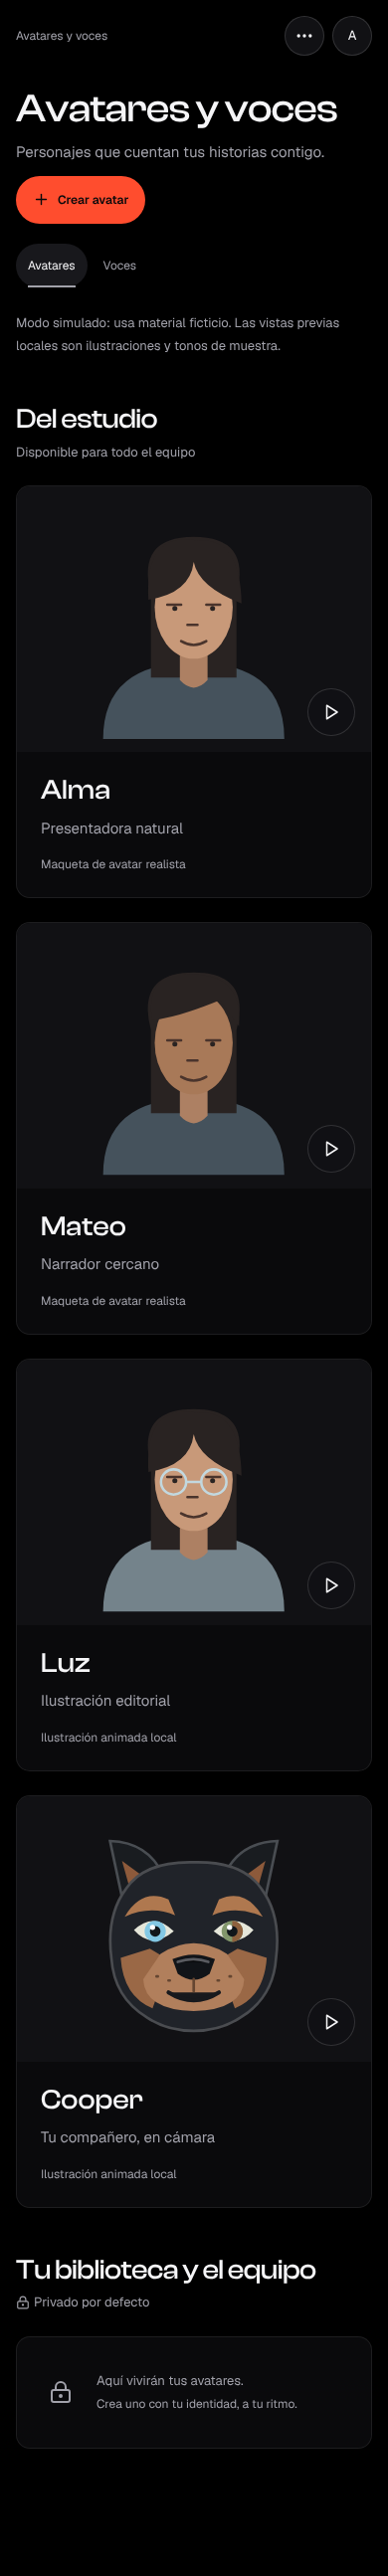 Avatares y voces
A
Avatares y voces
Personajes que cuentan tus historias contigo.
Crear avatar
Avatares
Voces
Modo simulado: usa material ficticio. Las vistas previas
locales son ilustraciones y tonos de muestra.
Del estudio
Disponible para todo el equipo
Alma
Presentadora natural
Maqueta de avatar realista
Mateo
Narrador cercano
Maqueta de avatar realista
Luz
Ilustración editorial
Ilustración animada local
Cooper
Tu compañero, en cámara
Ilustración animada local
Tu biblioteca y el equipo
Privado por defecto
Aquí vivirán tus avatares.
Crea uno con tu identidad, a tu ritmo.